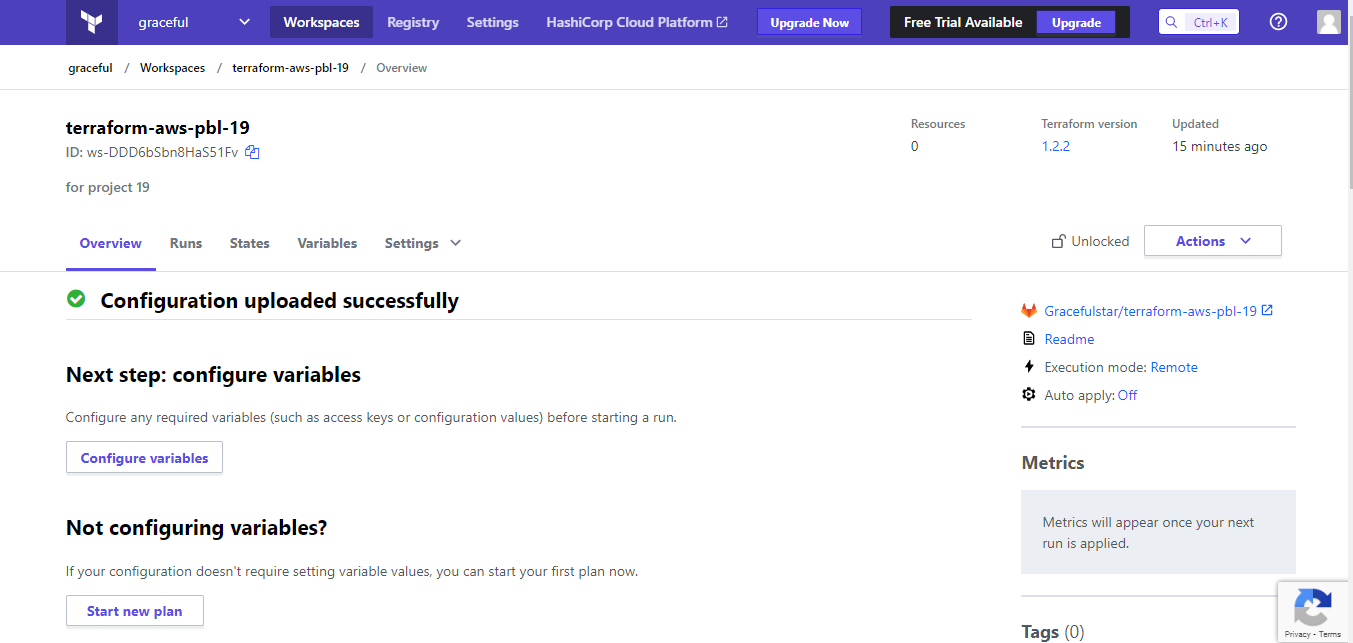 graceful Workspaces Registry Settings HashiCorp Cloud Platform Upgrade Now Free Trial Available Upgrade Ctrl+K
graceful / Workspaces / terraform-aws-pbl-19 / Overview
terraform-aws-pbl-19
ID: ws-DDD6bSbn8HaS51Fv
for project 19
Resources
0
Terraform version
1.2.2
Updated
15 minutes ago
Overview Runs States Variables Settings
Unlocked Actions
Configuration uploaded successfully
Next step: configure variables
Configure any required variables (such as access keys or configuration values) before starting a run.
Configure variables
Not configuring variables?
If your configuration doesn't require setting variable values, you can start your first plan now.
Start new plan
Gracefulstar/terraform-aws-pbl-19
Readme
Execution mode: Remote
Auto apply: Off
Metrics
Metrics will appear once your next
run is applied.
Tags (0)
Privacy - Terms